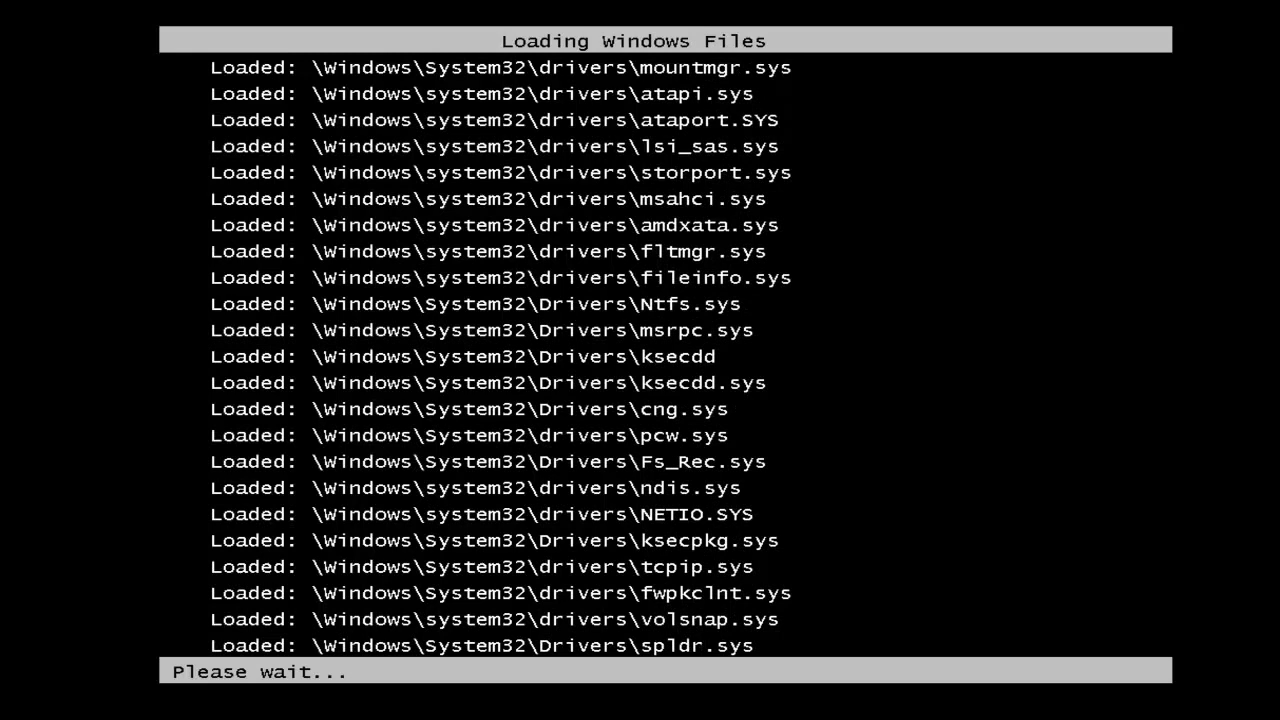 Loading Windows Files
Loaded: \Windows\System32\drivers\mountmgr.sys
Loaded: \Windows\system32\drivers\atapi.sys
Loaded: \Windows\system32\drivers\ataport.SYS
Loaded: \Windows\system32\drivers\lsi_sas.sys
Loaded: \Windows\system32\drivers\storport.sys
Loaded: \Windows\system32\drivers\msahci.sys
Loaded: \Windows\system32\drivers\amdxata.sys
Loaded: \Windows\system32\drivers\fltmgr.sys
Loaded: \Windows\system32\drivers\fileinfo.sys
Loaded: \Windows\System32\Drivers\Ntfs.sys
Loaded: \Windows\System32\Drivers\msrpc.sys
Loaded: \Windows\System32\Drivers\ksecdd
Loaded: \Windows\System32\Drivers\ksecdd.sys
Loaded: \Windows\System32\Drivers\cng.sys
Loaded: \Windows\System32\drivers\pcw.sys
Loaded: \Windows\System32\Drivers\Fs_Rec.sys
Loaded: \Windows\system32\drivers\ndis.sys
Loaded: \Windows\system32\drivers\NETIO.SYS
Loaded: \Windows\System32\Drivers\ksecpkg.sys
Loaded: \Windows\System32\drivers\tcpip.sys
Loaded: \Windows\System32\drivers\fwpkclnt.sys
Loaded: \Windows\system32\drivers\volsnap.sys
Loaded: \Windows\System32\Drivers\spldr.sys
Please wait...